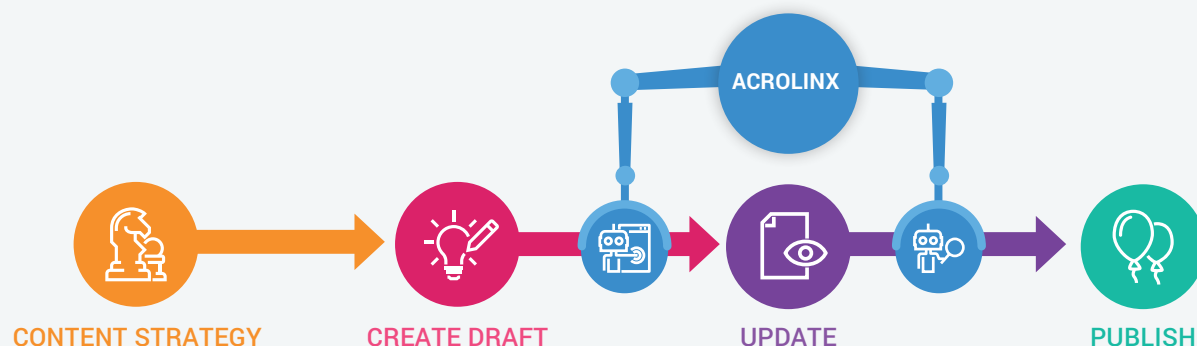 ACROLINX
CONTENT STRATEGY
CREATE DRAFT
UPDATE
PUBLISH